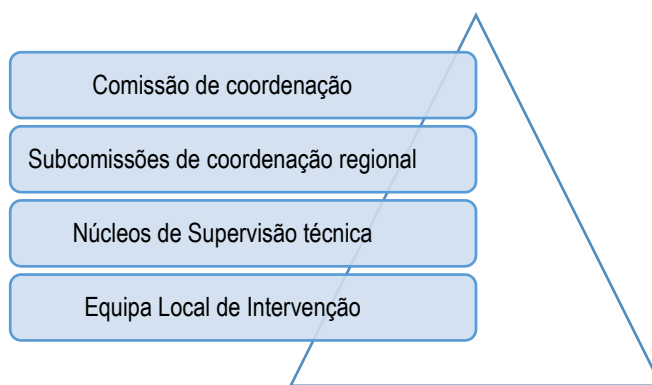 Comissão de coordenação
Subcomissões de coordenação regional
Núcleos de Supervisão técnica
Equipa Local de Intervenção